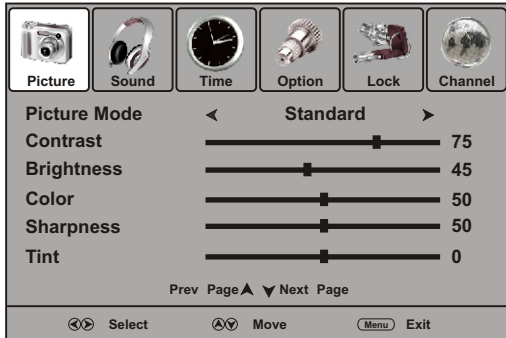 Picture Sound Time Option Lock Channel
Picture Mode Standard
Contrast 75
Brightness 45
Color 50
Sharpness 50
Tint 0
Prev Page Next Page
Select Move Menu Exit